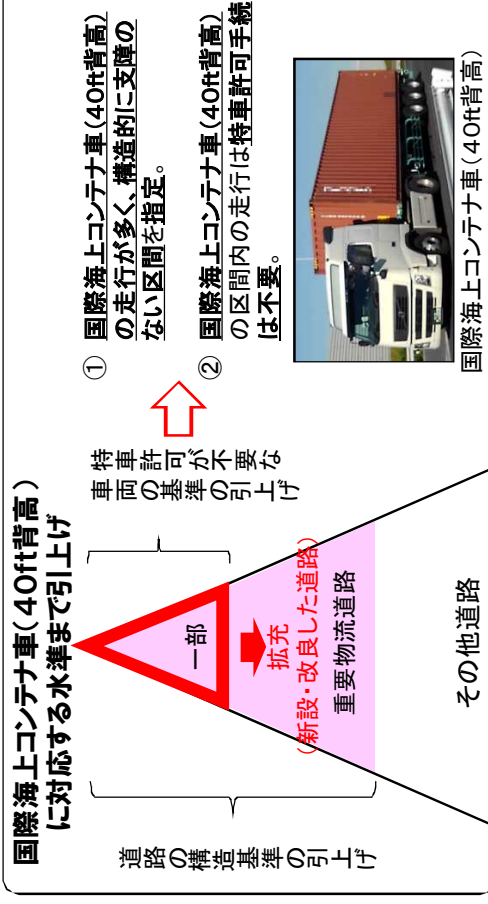 国際海上コンテナ車(40ft背高)
に対応する水準まで引上げ
道路の構造基準の引上げ
特車許可が不要な
車両の基準の引上げ
一部
拡充
(新設・改良した道路)
重要物流道路
その他道路
① 国際海上コンテナ車(40ft背高)
の走行が多く、構造的に支障の
ない区間を指定。
② 国際海上コンテナ車(40ft背高)
の区間内の走行は特車許可手続
は不要。
国際海上コンテナ車(40ft背高)